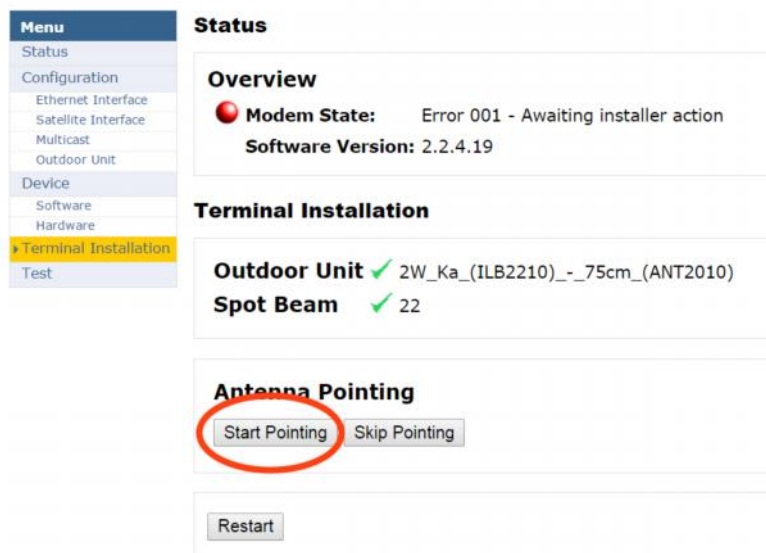 Menu
Status
Configuration
Ethernet Interface
Satellite Interface
Multicast
Outdoor Unit
Device
Software
Hardware
Terminal Installation
Test
Status
Overview
Modem State: Error 001 - Awaiting installer action
Software Version: 2.2.4.19
Terminal Installation
Outdoor Unit 2W_Ka_(ILB2210)_-_75cm_(ANT2010)
Spot Beam 22
Antenna Pointing
Start Pointing Skip Pointing
Restart